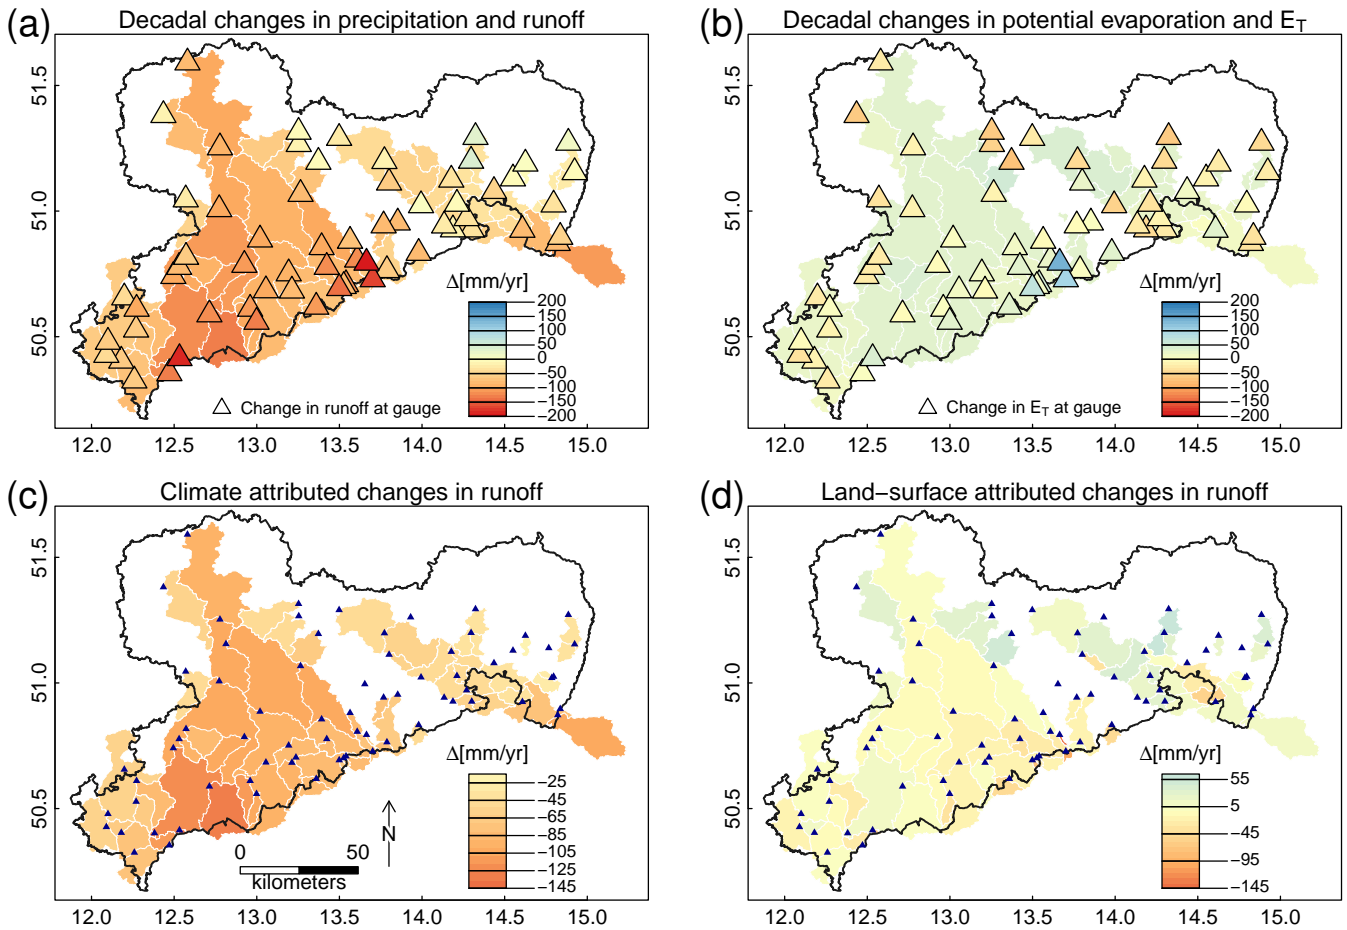 (a)
Decadal changes in precipitation and runoff
51.5
51.0
50.5
Δ[mm/yr]
200
150
100
50
0
−50
−100
−150
−200
Change in runoff at gauge
12.0 12.5 13.0 13.5 14.0 14.5 15.0
(b)
Decadal changes in potential evaporation and E_T
51.5
51.0
50.5
Δ[mm/yr]
200
150
100
50
0
−50
−100
−150
−200
Change in E_T at gauge
12.0 12.5 13.0 13.5 14.0 14.5 15.0
(c)
Climate attributed changes in runoff
51.5
51.0
50.5
Δ[mm/yr]
−25
−45
−65
−85
−105
−125
−145
N
0 50
kilometers
12.0 12.5 13.0 13.5 14.0 14.5 15.0
(d)
Land−surface attributed changes in runoff
51.5
51.0
50.5
Δ[mm/yr]
55
5
−45
−95
−145
12.0 12.5 13.0 13.5 14.0 14.5 15.0